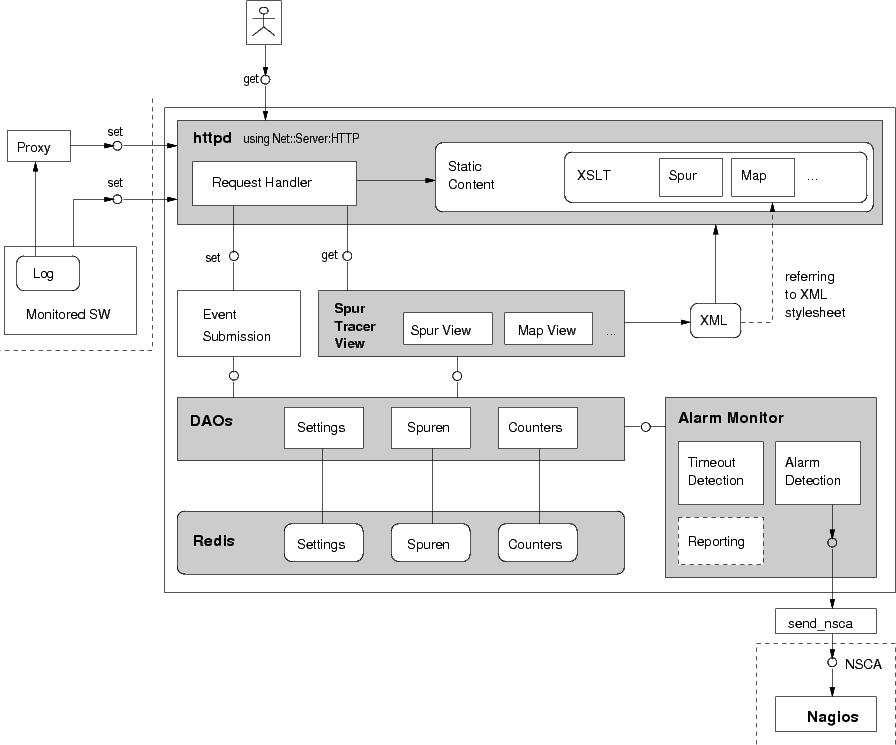 get
set
Proxy
set
Log
Monitored SW
httpd using Net::Server:HTTP
Request Handler
Static
Content
XSLT
Spur
Map
...
set
get
Event
Submission
Spur
Tracer
View
Spur View
Map View
...
XML
referring
to XML
stylesheet
DAOs
Settings
Spuren
Counters
Redis
Settings
Spuren
Counters
Alarm Monitor
Timeout
Detection
Alarm
Detection
Reporting
send_nsca
NSCA
Nagios